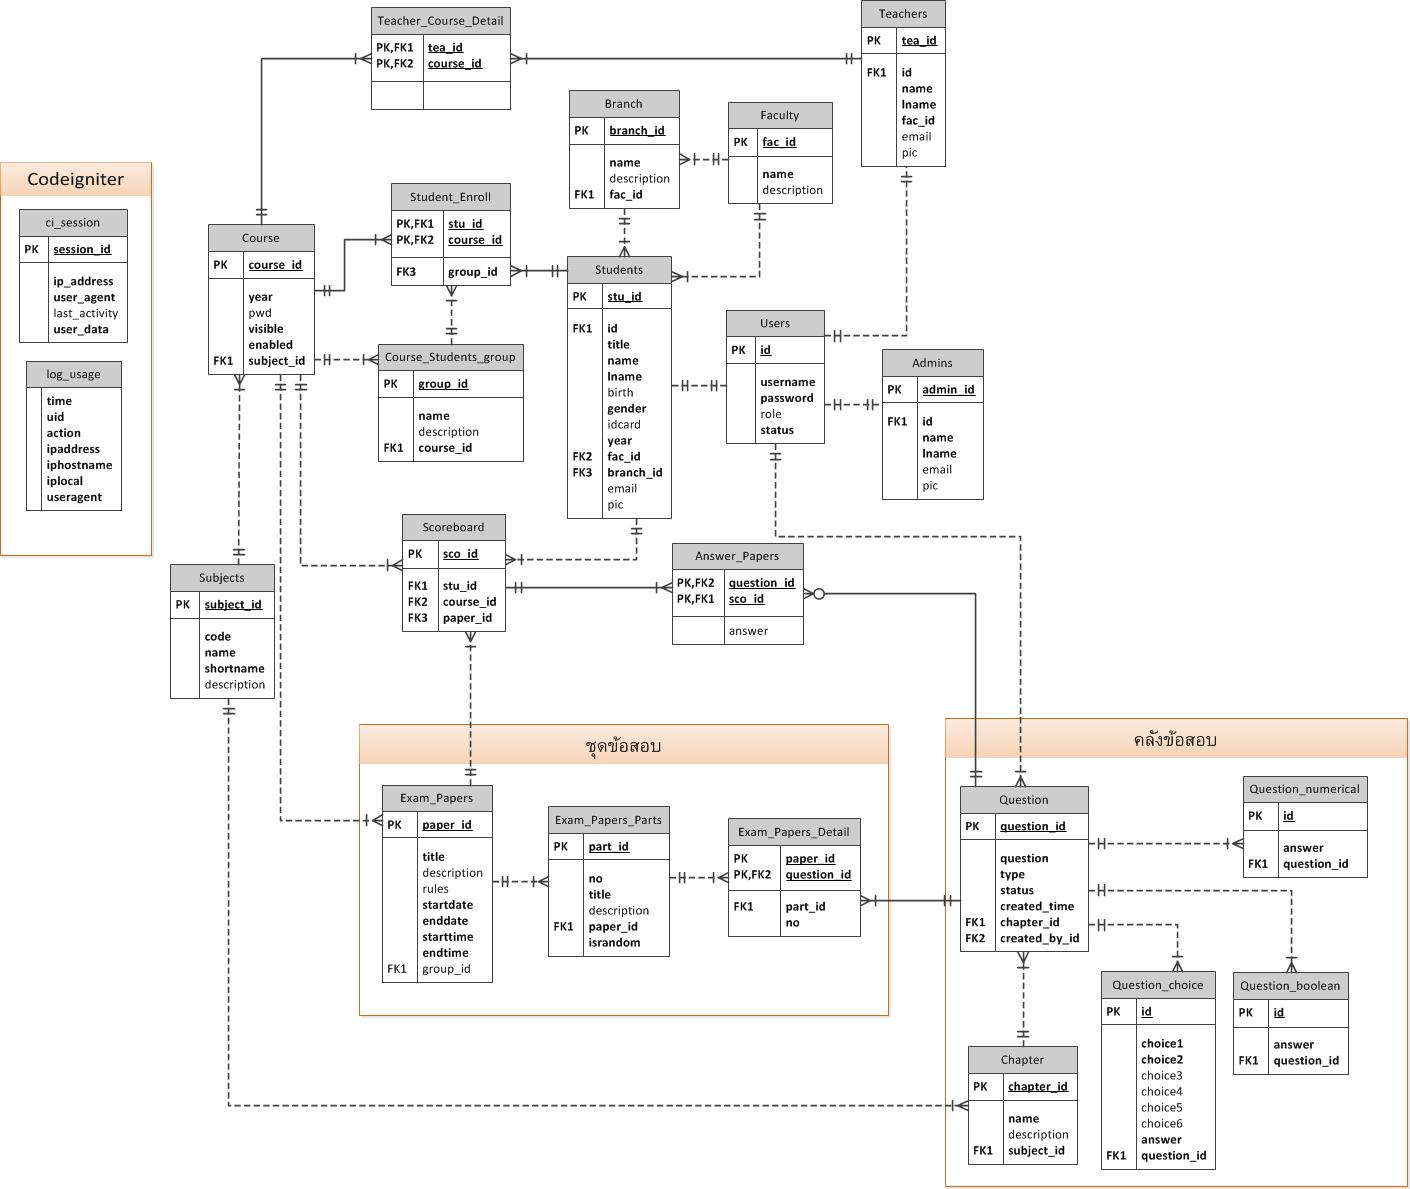 Teacher_Course_Detail
PK,FK1 tea_id
PK,FK2 course_id
Teachers
PK tea_id
FK1 id
name
lname
fac_id
email
pic
Branch
PK branch_id
name
description
FK1 fac_id
Faculty
PK fac_id
name
description
Codeigniter
ci_session
PK session_id
ip_address
user_agent
last_activity
user_data
log_usage
time
uid
action
ipaddress
iphostname
iplocal
useragent
Student_Enroll
PK,FK1 stu_id
PK,FK2 course_id
FK3 group_id
Course
PK course_id
year
pwd
visible
enabled
FK1 subject_id
Students
PK stu_id
FK1 id
title
name
lname
birth
gender
idcard
year
FK2 fac_id
FK3 branch_id
email
pic
Users
PK id
username
password
role
status
Admins
PK admin_id
FK1 id
name
lname
email
pic
Course_Students_group
PK group_id
name
description
FK1 course_id
Scoreboard
PK sco_id
FK1 stu_id
FK2 course_id
FK3 paper_id
Answer_Papers
PK,FK2 question_id
PK,FK1 sco_id
answer
Subjects
PK subject_id
code
name
shortname
description
ชุดข้อสอบ
Exam_Papers
PK paper_id
title
description
rules
startdate
enddate
starttime
endtime
FK1 group_id
Exam_Papers_Parts
PK part_id
no
title
description
FK1 paper_id
israndom
Exam_Papers_Detail
PK paper_id
PK,FK2 question_id
FK1 part_id
no
คลังข้อสอบ
Question
PK question_id
question
type
status
created_time
FK1 chapter_id
FK2 created_by_id
Question_numerical
PK id
answer
FK1 question_id
Question_choice
PK id
choice1
choice2
choice3
choice4
choice5
choice6
answer
FK1 question_id
Question_boolean
PK id
answer
FK1 question_id
Chapter
PK chapter_id
name
description
FK1 subject_id